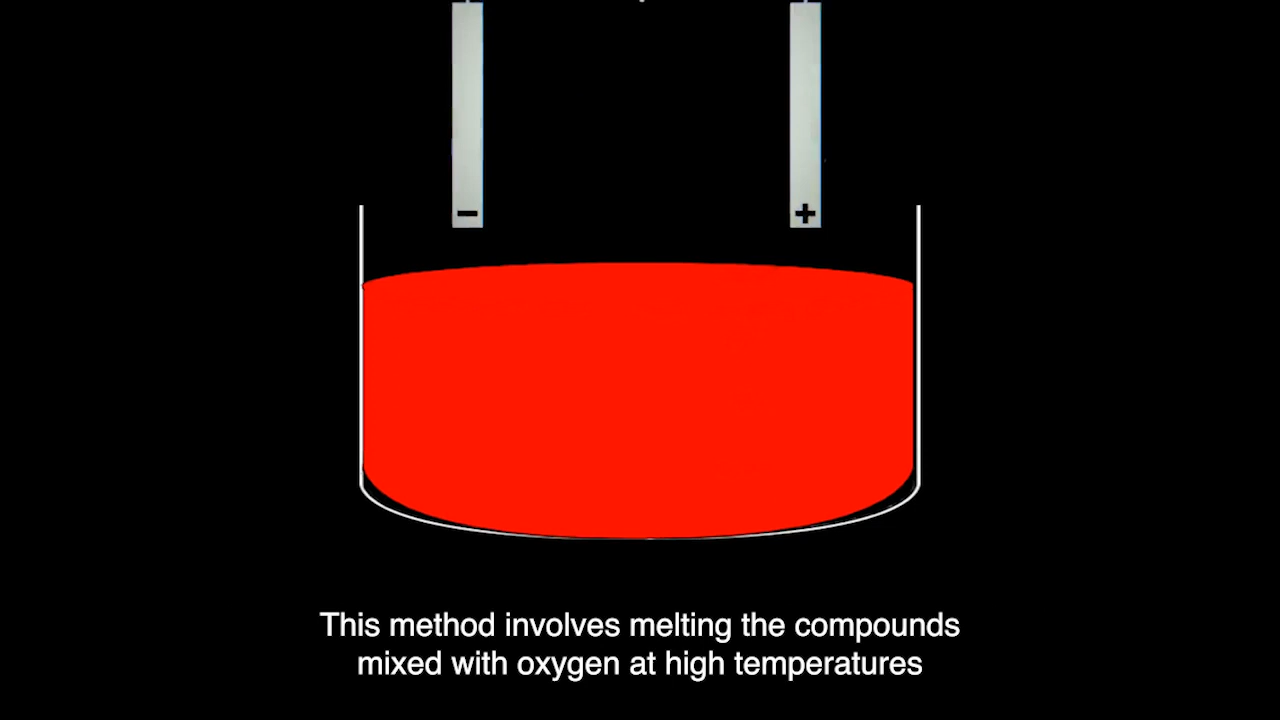 - +
This method involves melting the compounds
mixed with oxygen at high temperatures